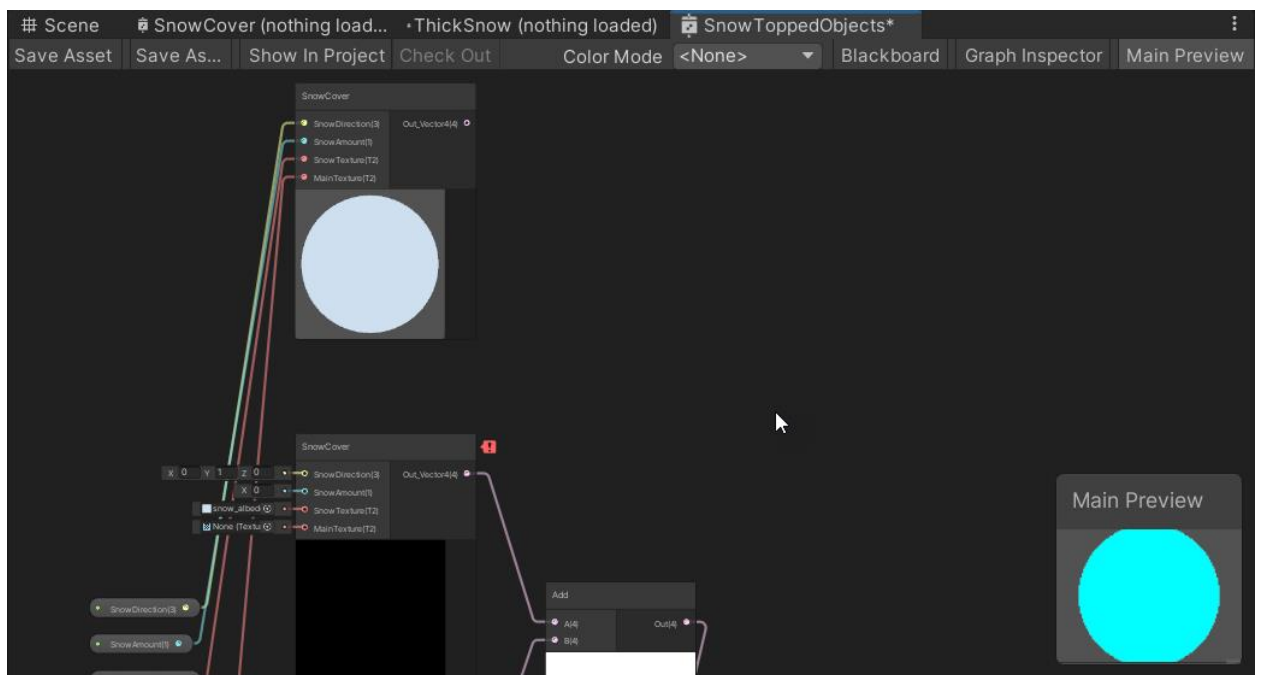 Scene SnowCover (nothing load... ThickSnow (nothing loaded) SnowToppedObjects*
Save Asset Save As... Show In Project Check Out Color Mode <None> Blackboard Graph Inspector Main Preview
SnowCover
SnowDirection(3) Out_Vector4(4)
SnowAmount(1)
SnowTexture(T2)
MainTexture(T2)
SnowCover
X 0 Y 1 Z 0 SnowDirection(3) Out_Vector4(4)
X 0 SnowAmount(1)
snow_albed SnowTexture(T2)
None (Textu MainTexture(T2)
Main Preview
Add
SnowDirection(3)
A(4) Out(4)
B(4)
SnowAmount(1)